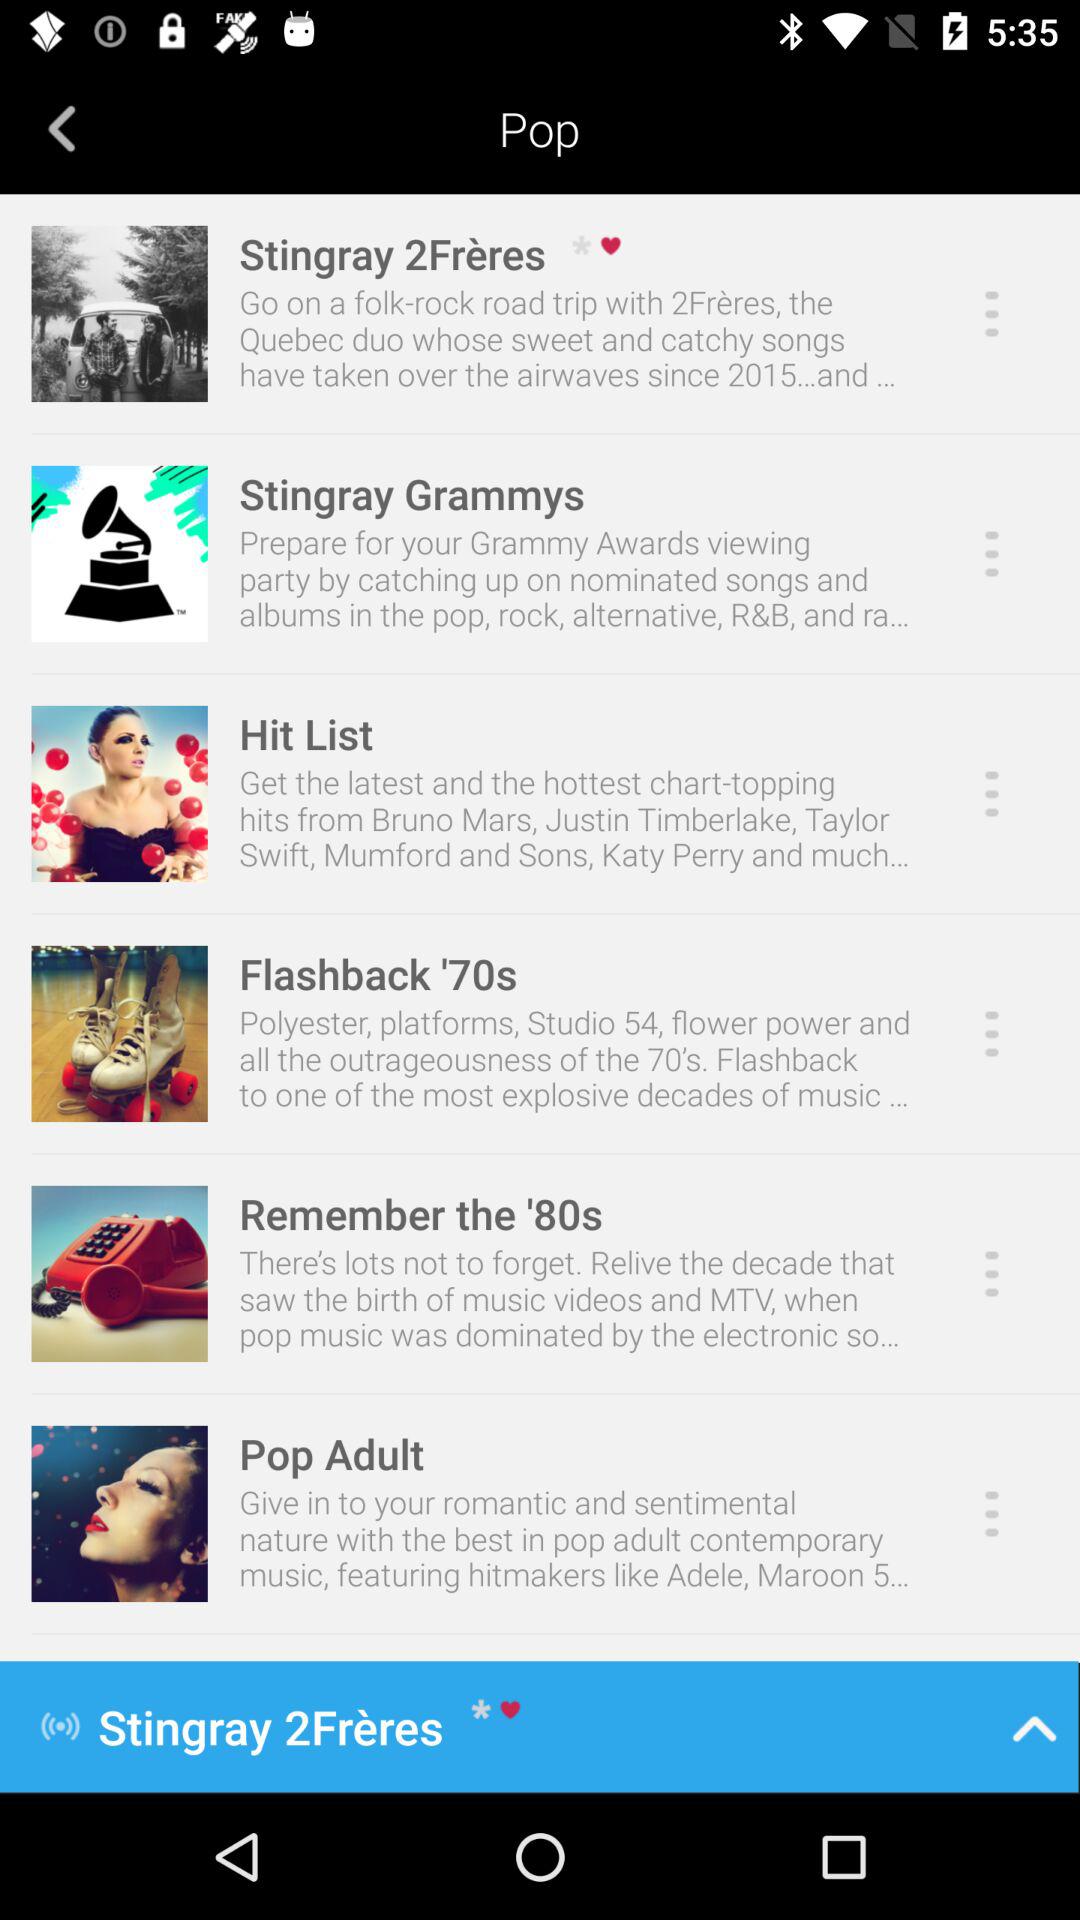 FAKE
5:35
Pop
Stingray 2Frères *
Go on a folk-rock road trip with 2Frères, the
Quebec duo whose sweet and catchy songs
have taken over the airwaves since 2015...and ...
Stingray Grammys
Prepare for your Grammy Awards viewing
party by catching up on nominated songs and
albums in the pop, rock, alternative, R&B, and ra...
TM
Hit List
Get the latest and the hottest chart-topping
hits from Bruno Mars, Justin Timberlake, Taylor
Swift, Mumford and Sons, Katy Perry and much...
Flashback '70s
Polyester, platforms, Studio 54, flower power and
all the outrageousness of the 70’s. Flashback
to one of the most explosive decades of music ...
Remember the '80s
There’s lots not to forget. Relive the decade that
saw the birth of music videos and MTV, when
pop music was dominated by the electronic so...
Pop Adult
Give in to your romantic and sentimental
nature with the best in pop adult contemporary
music, featuring hitmakers like Adele, Maroon 5...
Stingray 2Frères *